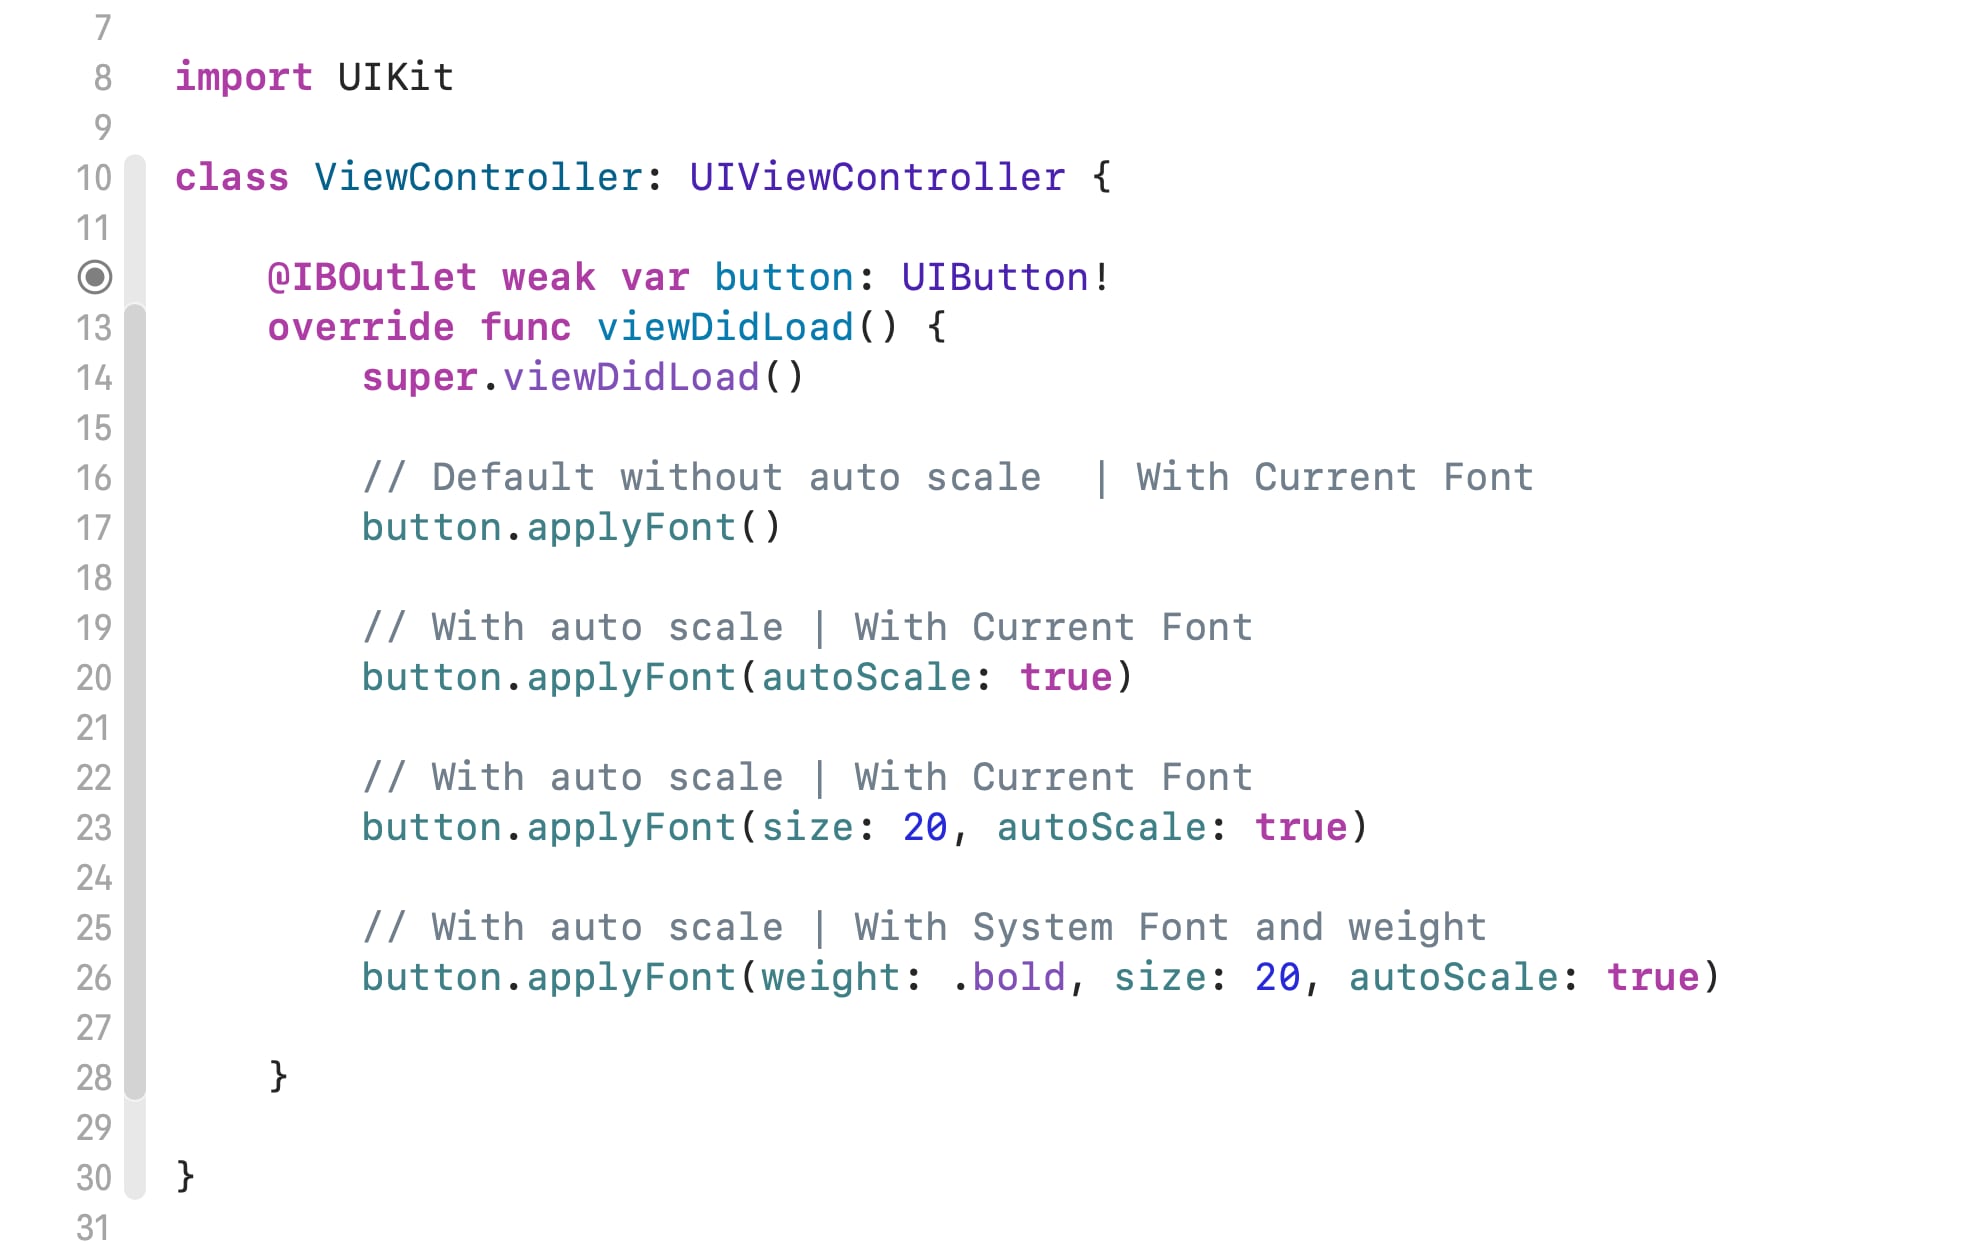 7
8 import UIKit
9
10 class ViewController: UIViewController {
11
@IBOutlet weak var button: UIButton!
13 override func viewDidLoad() {
14 super.viewDidLoad()
15
16 // Default without auto scale  | With Current Font
17 button.applyFont()
18
19 // With auto scale | With Current Font
20 button.applyFont(autoScale: true)
21
22 // With auto scale | With Current Font
23 button.applyFont(size: 20, autoScale: true)
24
25 // With auto scale | With System Font and weight
26 button.applyFont(weight: .bold, size: 20, autoScale: true)
27
28 }
29
30 }
31